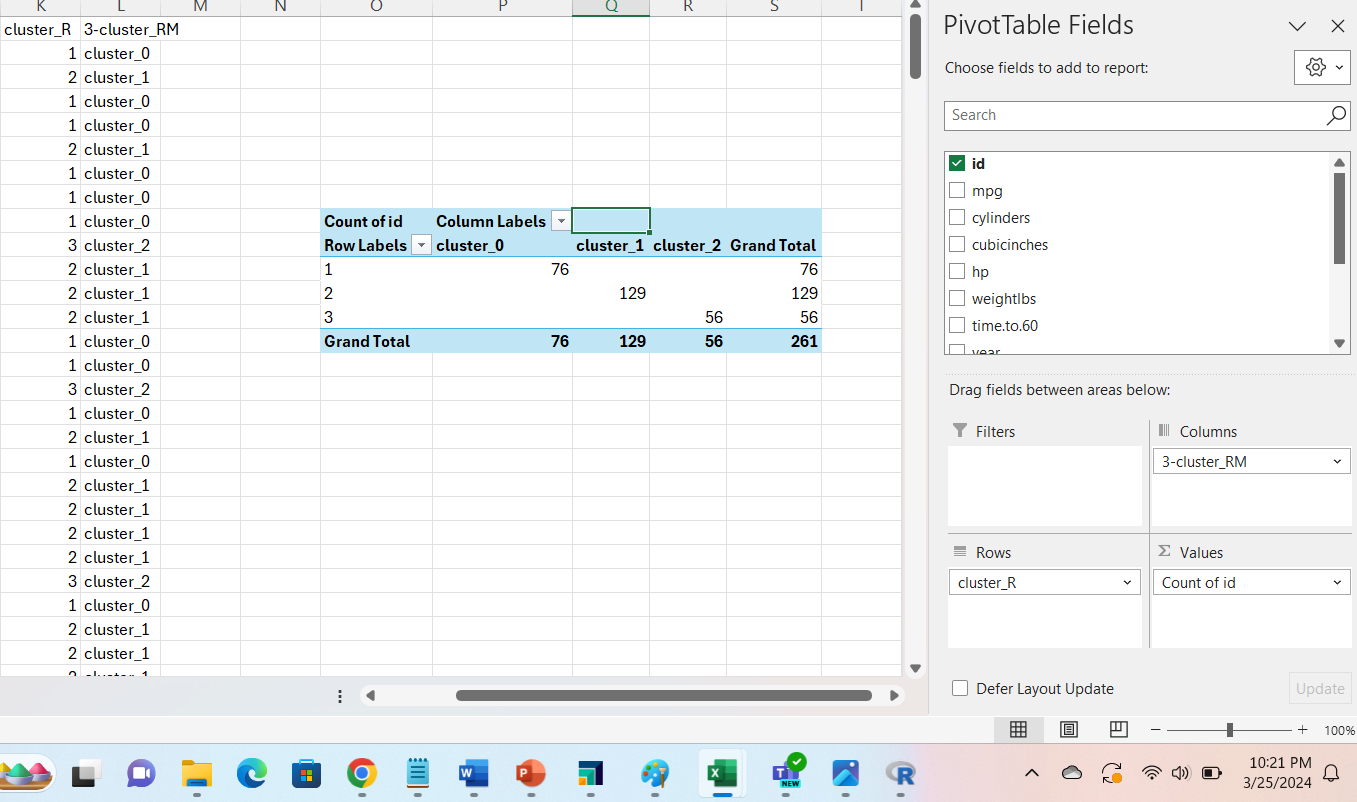 K L M N O P Q R S T
cluster_R 3-cluster_RM
1 cluster_0
2 cluster_1
1 cluster_0
1 cluster_0
2 cluster_1
1 cluster_0
1 cluster_0
1 cluster_0
3 cluster_2
2 cluster_1
2 cluster_1
2 cluster_1
1 cluster_0
1 cluster_0
3 cluster_2
1 cluster_0
2 cluster_1
1 cluster_0
2 cluster_1
2 cluster_1
2 cluster_1
2 cluster_1
3 cluster_2
1 cluster_0
2 cluster_1
2 cluster_1
2 cluster_1
Count of id Column Labels
Row Labels cluster_0 cluster_1 cluster_2 Grand Total
1 76 76
2 129 129
3 56 56
Grand Total 76 129 56 261
PivotTable Fields
Choose fields to add to report:
Search
id
mpg
cylinders
cubicinches
hp
weightlbs
time.to.60
year
Drag fields between areas below:
Filters
Columns
3-cluster_RM
Rows
cluster_R
Σ Values
Count of id
Defer Layout Update
Update
100%
W
P
X
T
NEW
R
10:21 PM
3/25/2024